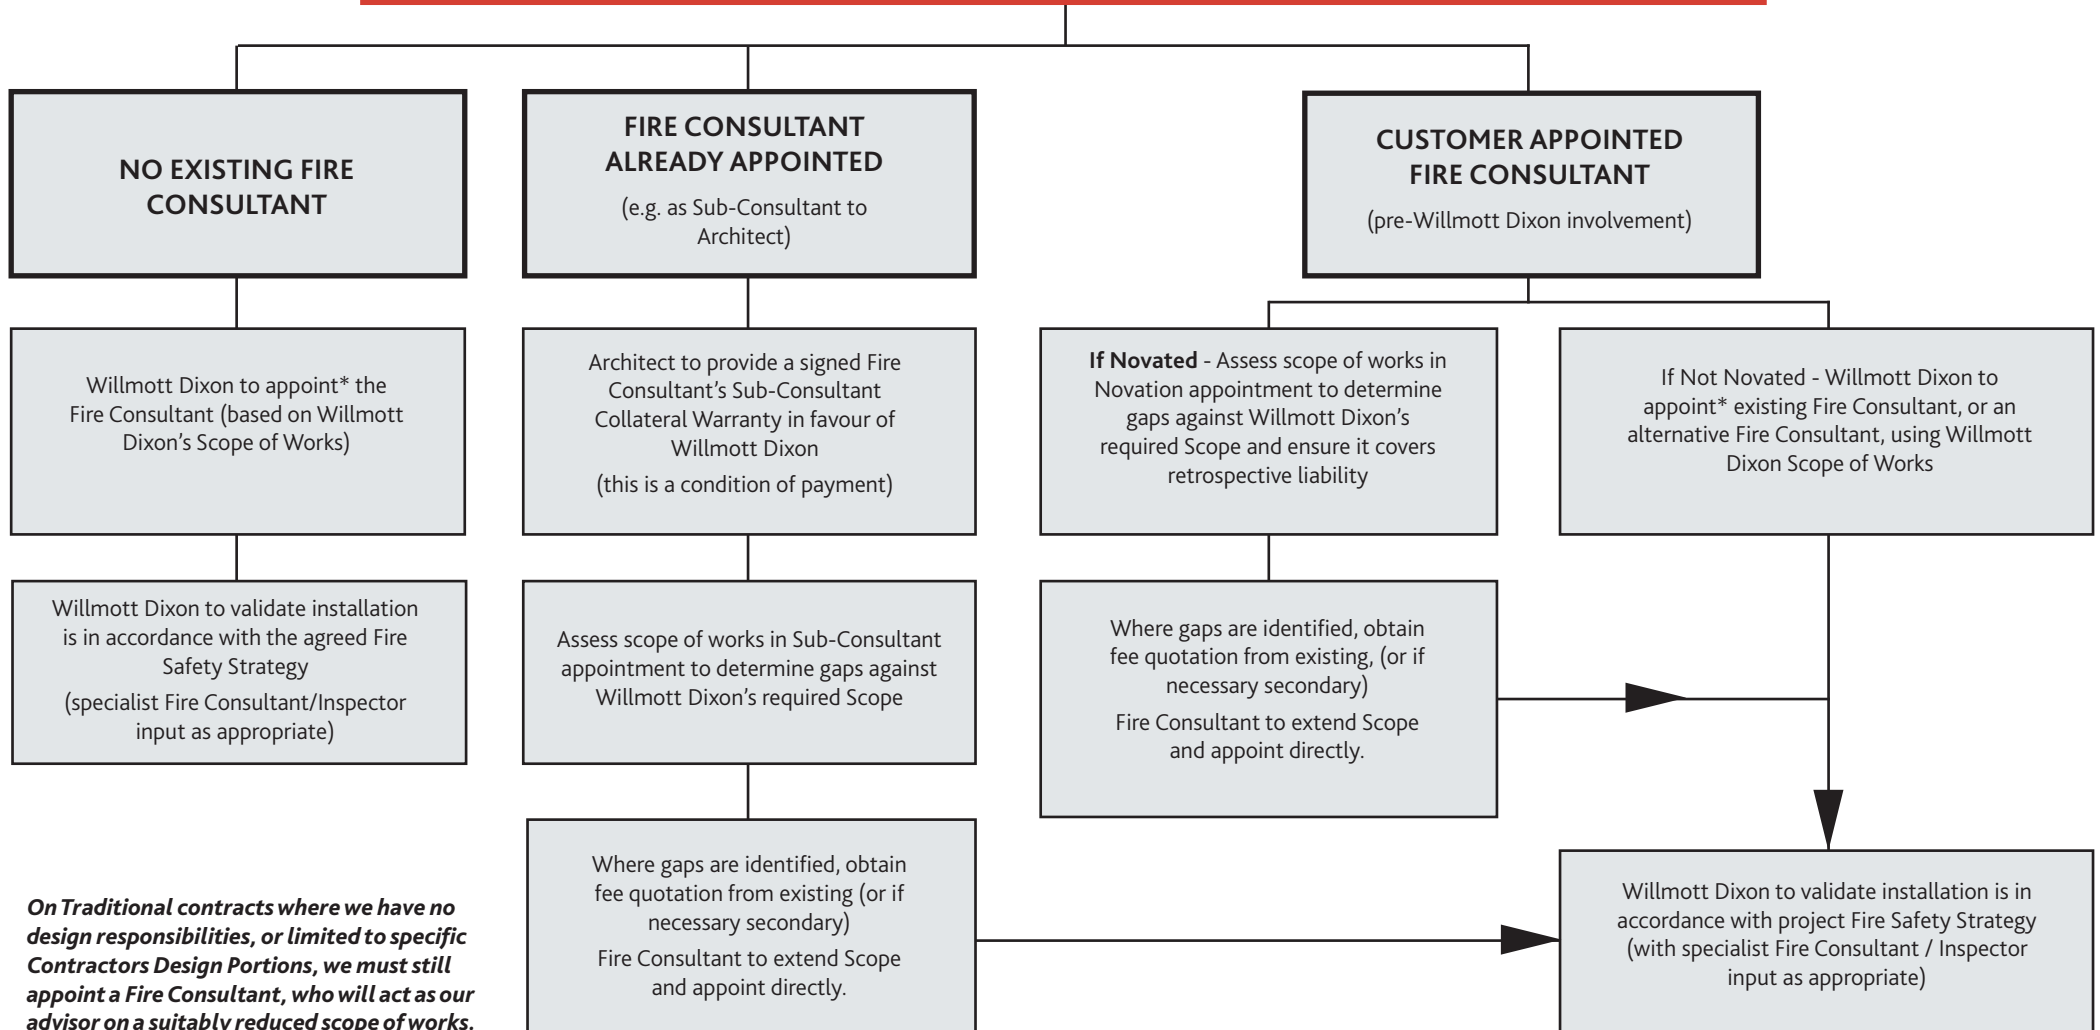 NO EXISTING FIRE
CONSULTANT
FIRE CONSULTANT
ALREADY APPOINTED
(e.g. as Sub-Consultant to
Architect)
CUSTOMER APPOINTED
FIRE CONSULTANT
(pre-Willmott Dixon involvement)
Willmott Dixon to appoint* the
Fire Consultant (based on Willmott
Dixon's Scope of Works)
Architect to provide a signed Fire
Consultant's Sub-Consultant
Collateral Warranty in favour of
Willmott Dixon
(this is a condition of payment)
If Novated - Assess scope of works in
Novation appointment to determine
gaps against Willmott Dixon's
required Scope and ensure it covers
retrospective liability
If Not Novated - Willmott Dixon to
appoint* existing Fire Consultant, or an
alternative Fire Consultant, using Willmott
Dixon Scope of Works
Willmott Dixon to validate installation
is in accordance with the agreed Fire
Safety Strategy
(specialist Fire Consultant/Inspector
input as appropriate)
Assess scope of works in Sub-Consultant
appointment to determine gaps against
Willmott Dixon's required Scope
Where gaps are identified, obtain
fee quotation from existing, (or if
necessary secondary)
Fire Consultant to extend Scope
and appoint directly.
Where gaps are identified, obtain
fee quotation from existing (or if
necessary secondary)
Fire Consultant to extend Scope
and appoint directly.
Willmott Dixon to validate installation is in
accordance with project Fire Safety Strategy
(with specialist Fire Consultant / Inspector
input as appropriate)
On Traditional contracts where we have no
design responsibilities, or limited to specific
Contractors Design Portions, we must still
appoint a Fire Consultant, who will act as our
advisor on a suitably reduced scope of works.